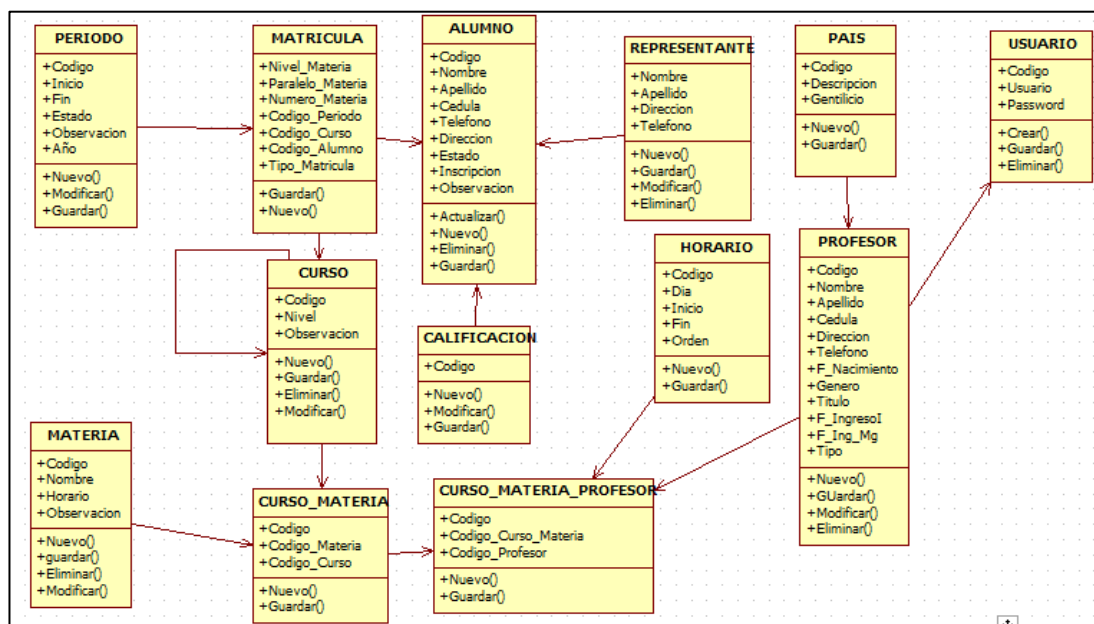 PERIODO
+Codigo
+Inicio
+Fin
+Estado
+Observacion
+Año
+Nuevo()
+Modificar()
+Guardar()
MATRICULA
+Nivel_Materia
+Paralelo_Materia
+Numero_Materia
+Codigo_Periodo
+Codigo_Curso
+Codigo_Alumno
+Tipo_Matricula
+Guardar()
+Nuevo()
ALUMNO
+Codigo
+Nombre
+Apellido
+Cedula
+Telefono
+Direccion
+Estado
+Inscripcion
+Observacion
+Actualizar()
+Nuevo()
+Eliminar()
+Guardar()
REPRESENTANTE
+Nombre
+Apellido
+Direccion
+Telefono
+Nuevo()
+Guardar()
+Modificar()
+Eliminar()
PAIS
+Codigo
+Descripcion
+Gentilicio
+Nuevo()
+Guardar()
USUARIO
+Codigo
+Usuario
+Password
+Crear()
+Guardar()
+Eliminar()
CURSO
+Codigo
+Nivel
+Observacion
+Nuevo()
+Guardar()
+Eliminar()
+Modificar()
CALIFICACION
+Codigo
+Nuevo()
+Modificar()
+Guardar()
HORARIO
+Codigo
+Dia
+Inicio
+Fin
+Orden
+Nuevo()
+Guardar()
PROFESOR
+Codigo
+Nombre
+Apellido
+Cedula
+Direccion
+Telefono
+F_Nacimiento
+Genero
+Titulo
+F_IngresoI
+F_Ing_Mg
+Tipo
+Nuevo()
+GUardar()
+Modificar()
+Eliminar()
MATERIA
+Codigo
+Nombre
+Horario
+Observacion
+Nuevo()
+guardar()
+Eliminar()
+Modificar()
CURSO_MATERIA
+Codigo
+Codigo_Materia
+Codigo_Curso
+Nuevo()
+Guardar()
CURSO_MATERIA_PROFESOR
+Codigo
+Codigo_Curso_Materia
+Codigo_Profesor
+Nuevo()
+Guardar()